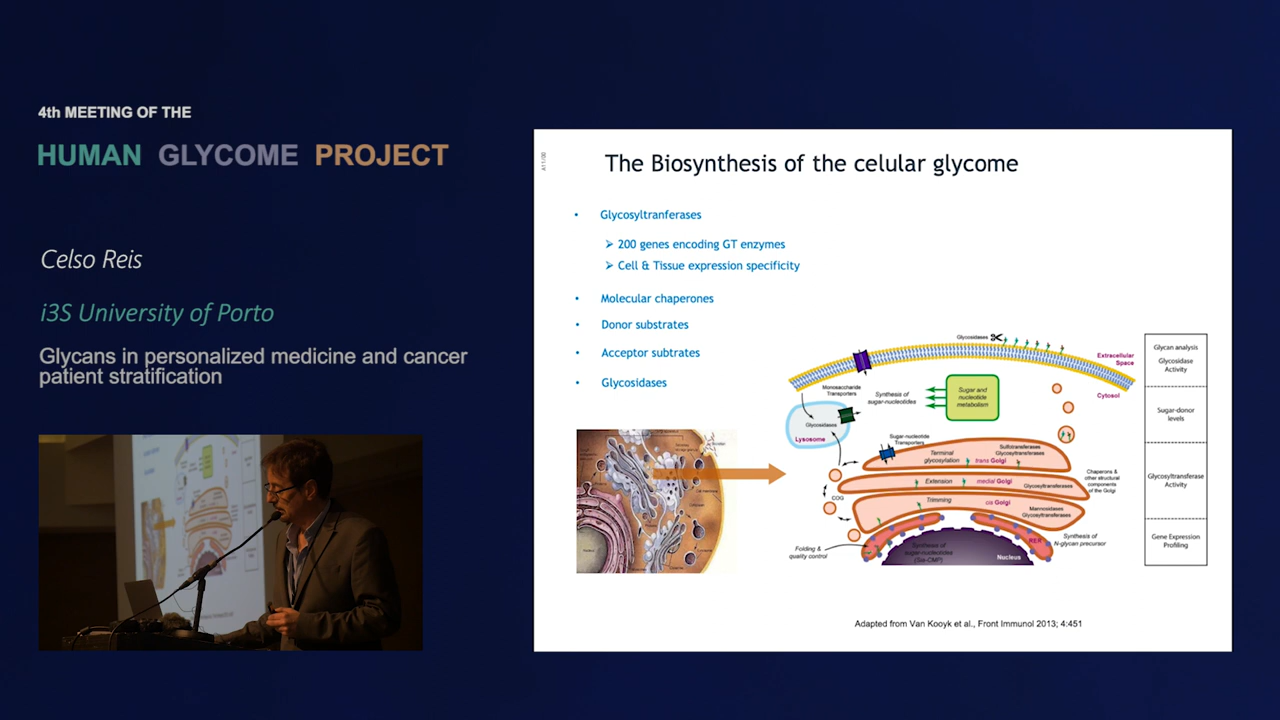 4th MEETING OF THE
HUMAN GLYCOME PROJECT
Celso Reis
i3S University of Porto
Glycans in personalized medicine and cancer
patient stratification
The Biosynthesis of the celular glycome
• Glycosyltranferases
➢ 200 genes encoding GT enzymes
➢ Cell & Tissue expression specificity
• Molecular chaperones
• Donor substrates
• Acceptor subtrates
• Glycosidases
Glycosidases
Extracellular
Space
Cytosol
Monosaccharide
Transporters
Synthesis of
sugar-nucleotides
Sugar and
nucleotide
metabolism
Glycosidases
Lysosome
Sugar-nucleotide
Transporters
Terminal
glycosylation
trans Golgi
Sulfotransferases
Glycosyltransferases
Extension
medial Golgi
Glycosyltransferases
Chaperons &
other structural
components
of the Golgi
COG
Trimming
cis Golgi
Mannosidases
Glycosyltransferases
Folding &
quality control
Synthesis of
sugar-nucleotides
(Sia-CMP)
Nucleus
RER
Synthesis of
N-glycan precursor
Glycan analysis
Glycosidase
Activity
Sugar-donor
levels
Glycosyltransferase
Activity
Gene Expression
Profiling
Adapted from Van Kooyk et al., Front Immunol 2013; 4:451